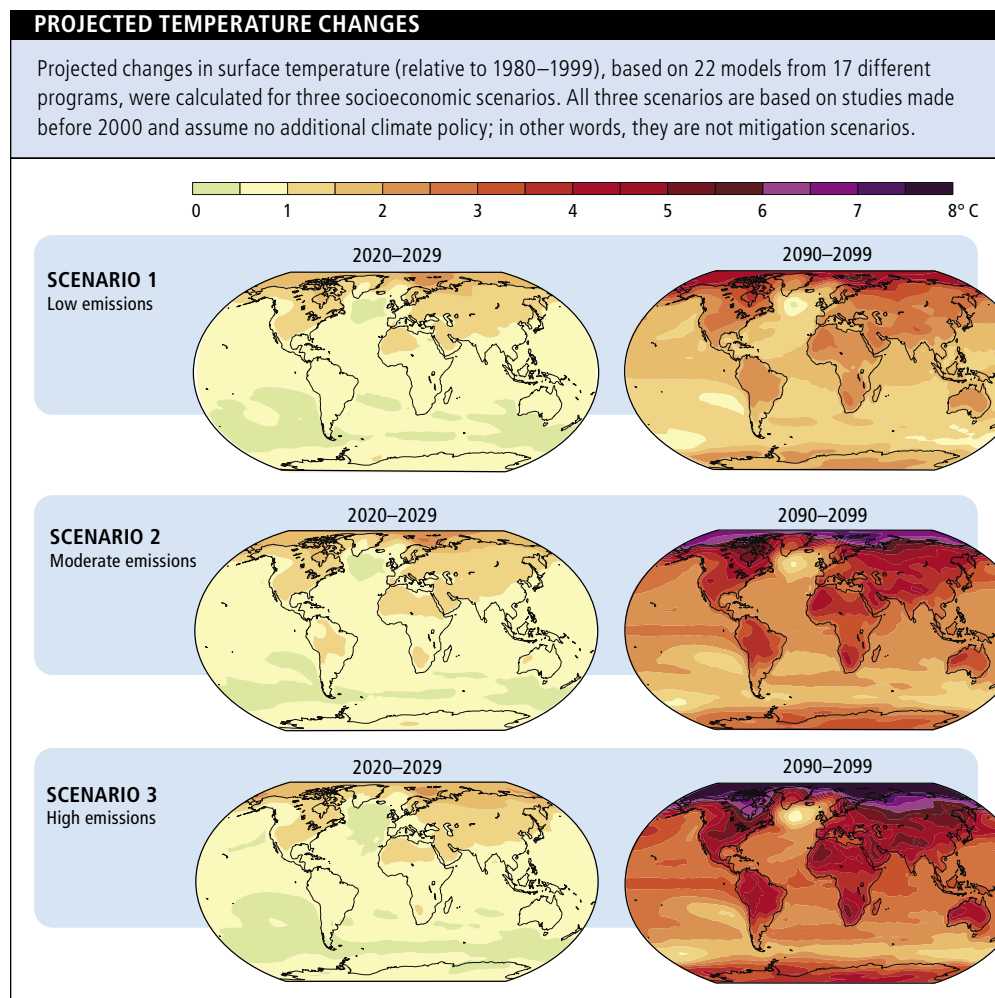 PROJECTED TEMPERATURE CHANGES
Projected changes in surface temperature (relative to 1980–1999), based on 22 models from 17 different
programs, were calculated for three socioeconomic scenarios. All three scenarios are based on studies made
before 2000 and assume no additional climate policy; in other words, they are not mitigation scenarios.
0 1 2 3 4 5 6 7 8° C
SCENARIO 1
Low emissions
2020–2029
2090–2099
SCENARIO 2
Moderate emissions
2020–2029
2090–2099
SCENARIO 3
High emissions
2020–2029
2090–2099